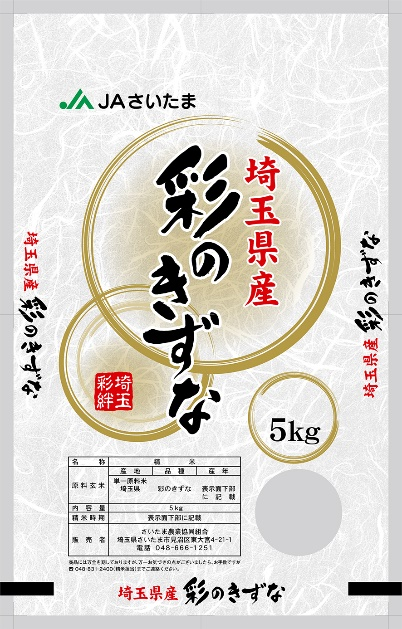 JAさいたま
埼玉県産
彩のきずな
埼玉県産 彩のきずな
埼玉県産 彩のきずな
埼玉
彩絆
5kg
名称 精米
原料玄米 産地 品種 産年
単一原料米
埼玉県 彩のきずな 表示面下部に記載
内容量 5kg
精米時期 表示面下部に記載
販売者 さいたま農業協同組合
埼玉県さいたま市見沼区東大宮4-21-1
電話 048-666-1251
埼玉県産 彩のきずな